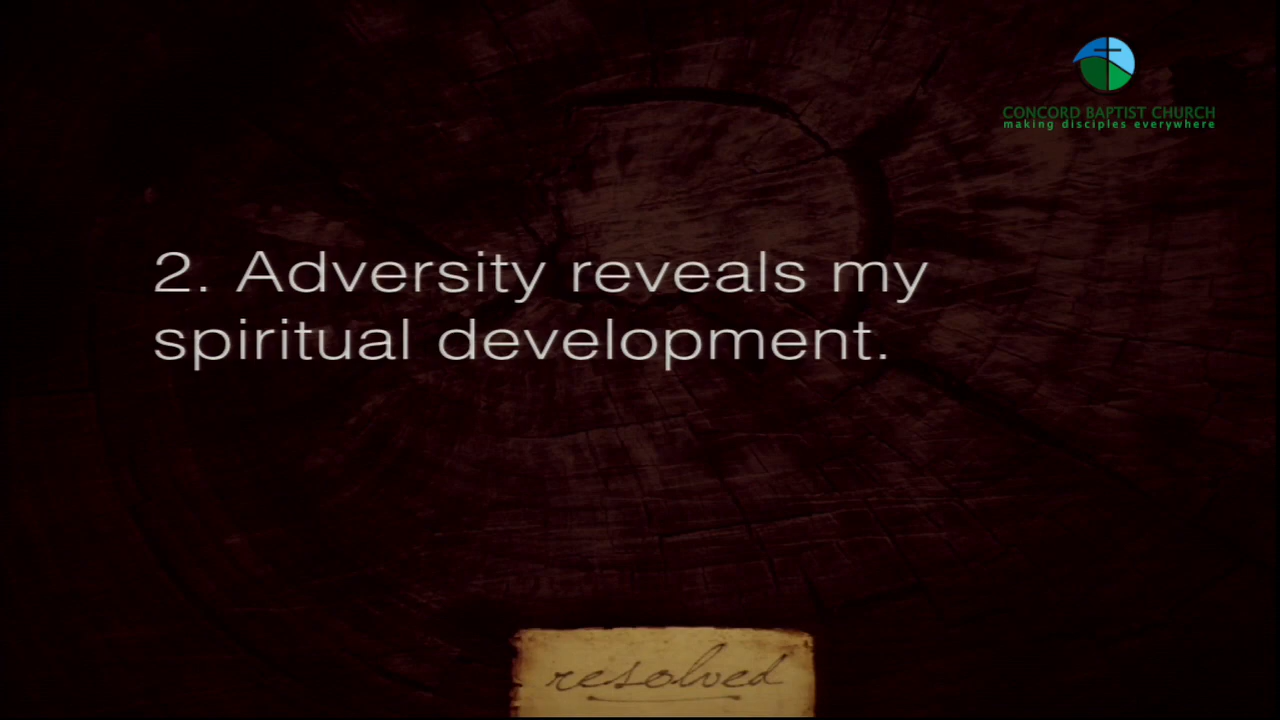 CONCORD BAPTIST CHURCH
making disciples everywhere
2. Adversity reveals my
spiritual development.
resolved